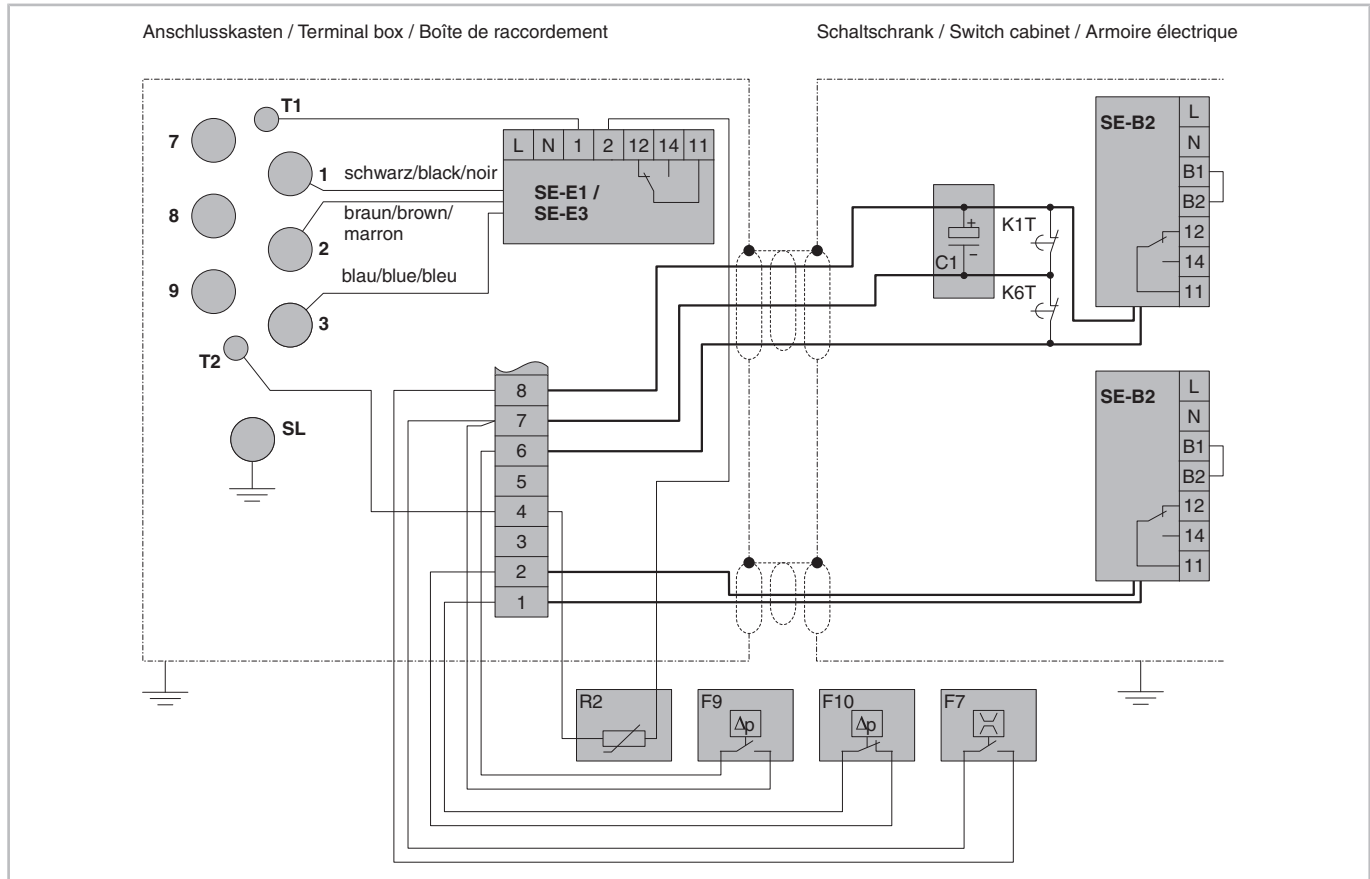 Anschlusskasten / Terminal box / Boîte de raccordement
Schaltschrank / Switch cabinet / Armoire électrique
T1
7
1
schwarz/black/noir
8
braun/brown/
marron
2
9
blau/blue/bleu
3
T2
SL
L N 1 2 12 14 11
SE-E1 /
SE-E3
8
7
6
5
4
3
2
1
C1
+
−
K1T
K6T
SE-B2
L
N
B1
B2
12
14
11
SE-B2
L
N
B1
B2
12
14
11
R2
F9
Δp
F10
Δp
F7